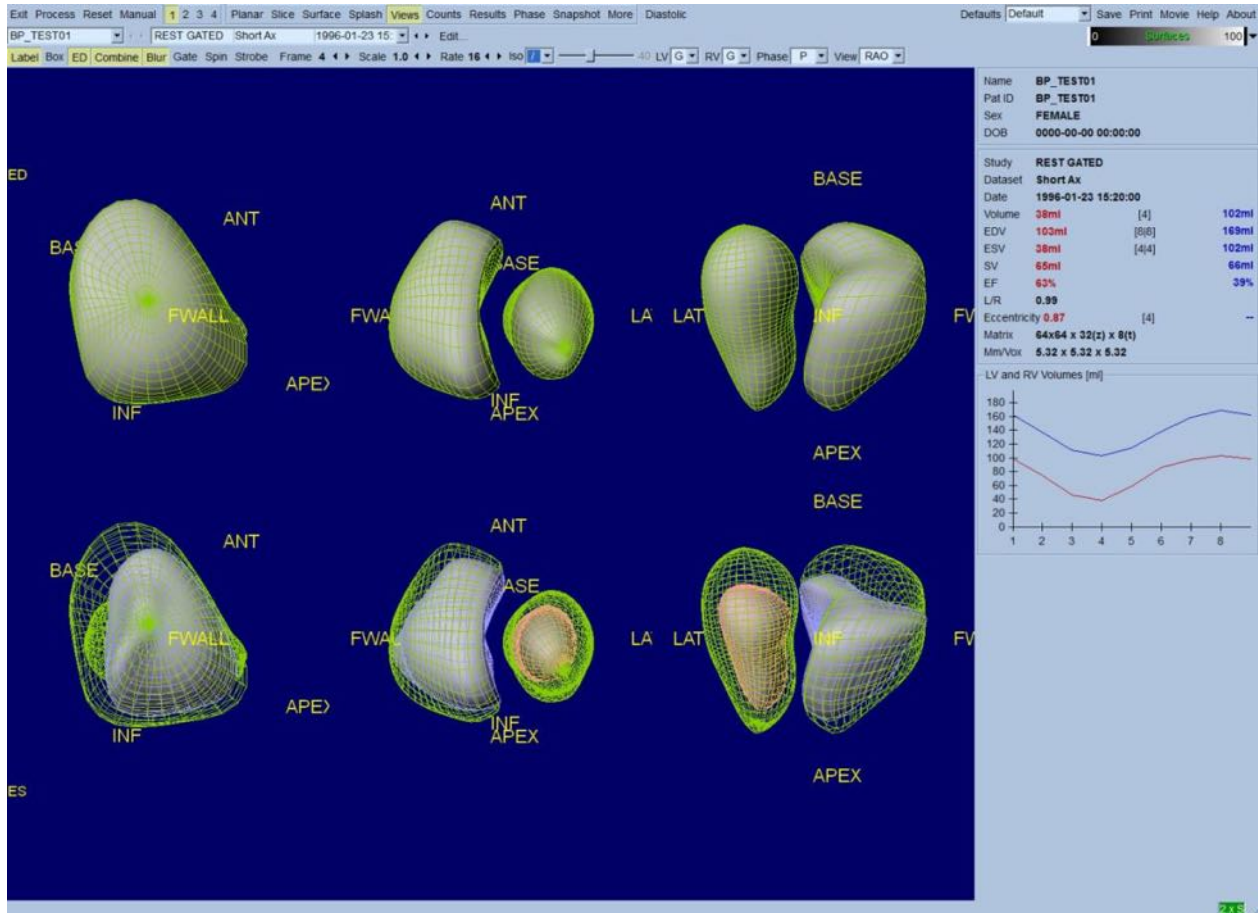 Exit Process Reset Manual 1 2 3 4 Planar Slice Surface Splash Views Counts Results Phase Snapshot More Diastolic Defaults Default Save Print Movie Help About
BP_TEST01 REST GATED Short Ax 1996-01-23 15: Edit... 0 Surfaces 100
Label Box ED Combine Blur Gate Spin Strobe Frame 4 Scale 1.0 Rate 16 Iso 40 LV G RV G Phase P View RAO
Name BP_TEST01
Pat ID BP_TEST01
Sex FEMALE
DOB 0000-00-00 00:00:00
Study REST GATED
Dataset Short Ax
Date 1996-01-23 15:20:00
Volume 38ml [4] 102ml
EDV 103ml [8|8] 169ml
ESV 38ml [4|4] 102ml
SV 65ml 66ml
EF 63% 39%
L/R 0.99
Eccentricity 0.87 [4] --
Matrix 64x64 x 32(z) x 8(t)
Mm/Vox 5.32 x 5.32 x 5.32
LV and RV Volumes [ml]
180
160
140
120
100
80
60
40
20
0
1 2 3 4 5 6 7 8
ED
BASE
ANT ANT
BAS BASE
FWALL FWA LA LAT INF FW
APEX
INF INF
APEX
APEX
BASE
ANT ANT
BASE BASE
FWALL FWAL LA LAT INF FW
APEX
INF INF
APEX
APEX
ES
2 x S